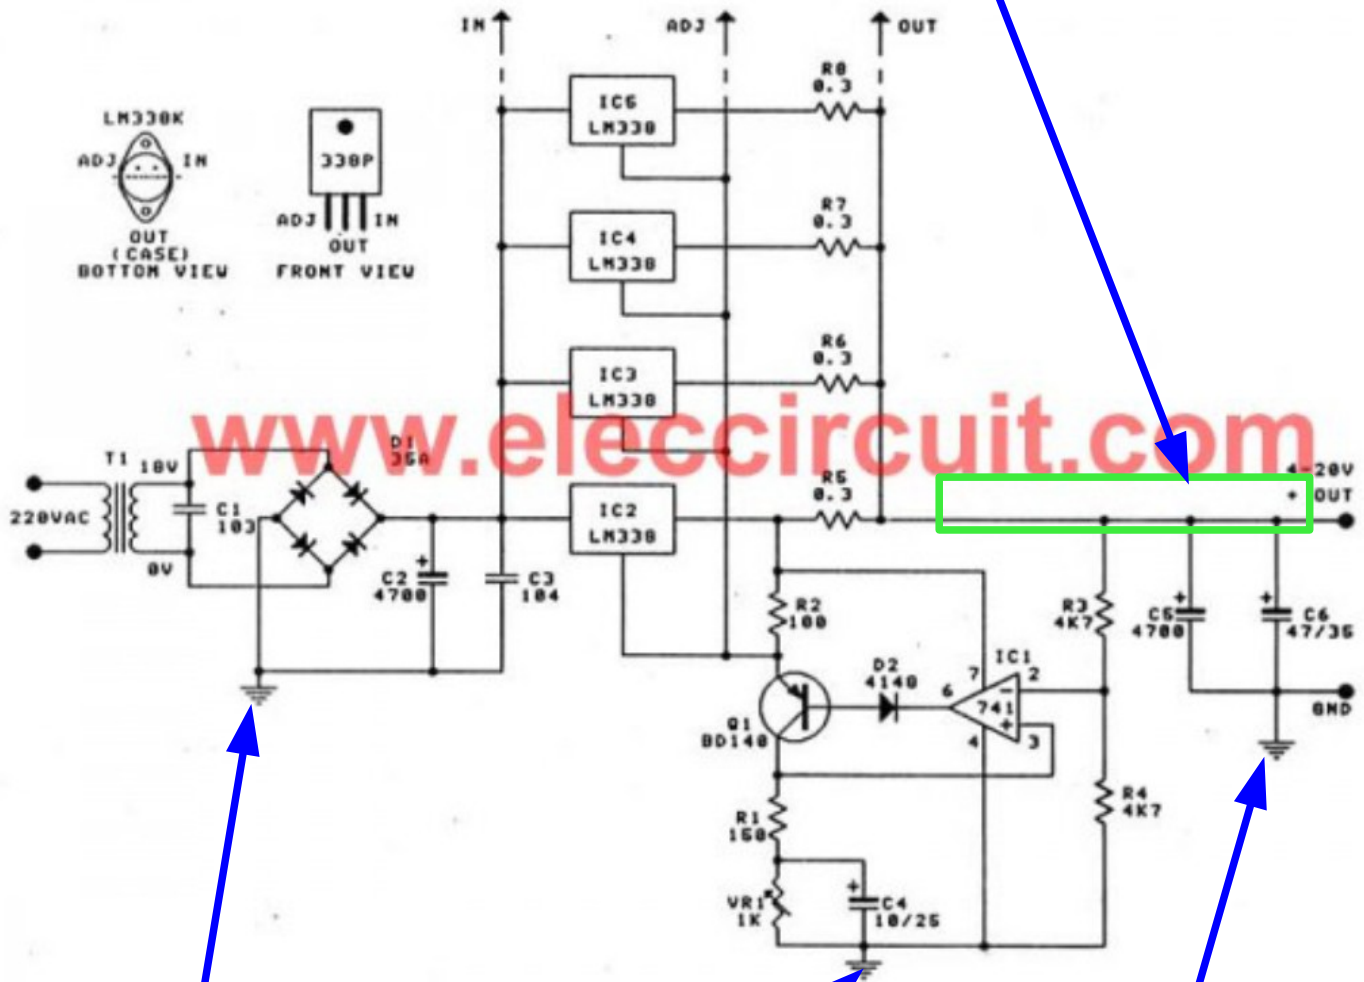 IN
ADJ
OUT
LM338K
ADJ
IN
OUT
(CASE)
BOTTOM VIEW
338P
ADJ
IN
OUT
FRONT VIEW
IC5
LM338
R8
0.3
IC4
LM338
R7
0.3
IC3
LM338
R6
0.3
www.eleccircuit.com
T1
18V
220VAC
0V
C1
103
D1
35A
C2
4700
+
C3
104
IC2
LM338
R5
0.3
4-20V
+ OUT
R2
100
R3
4K7
C5
4700
+
C6
47/35
+
GND
D2
4148
IC1
741
7
2
6
4
3
-
+
Q1
BD140
R1
150
R4
4K7
VR1
1K
+
C4
10/25